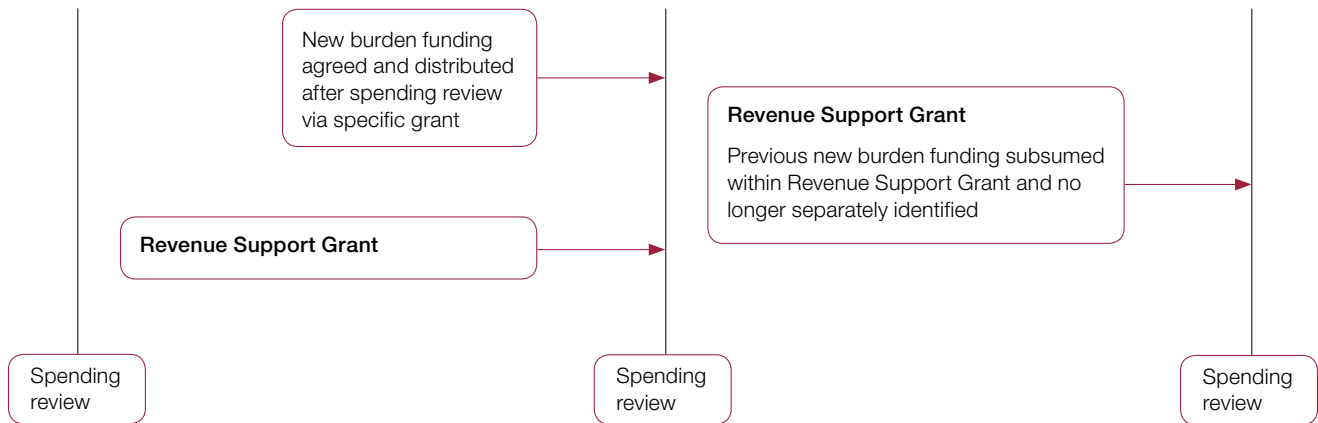 New burden funding
agreed and distributed
after spending review
via specific grant
Revenue Support Grant
Previous new burden funding subsumed
within Revenue Support Grant and no
longer separately identified
Revenue Support Grant
Spending
review
Spending
review
Spending
review